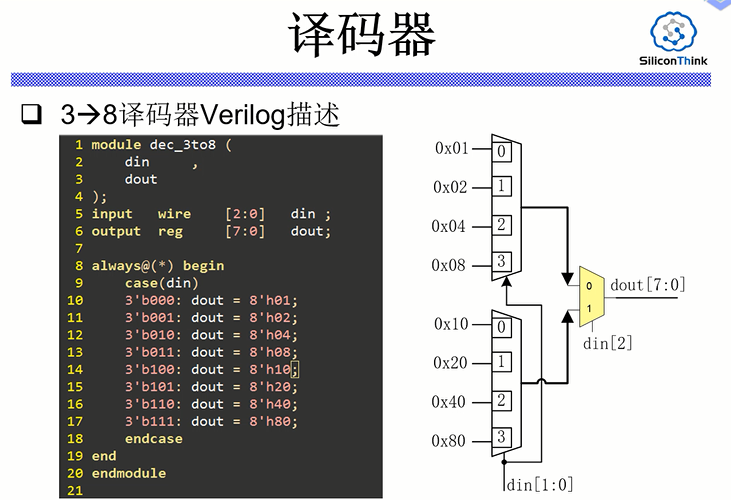 译码器
SiliconThink
❑ 3→8译码器Verilog描述
1 module dec_3to8 (
2     din     ,
3     dout
4 );
5 input   wire    [2:0]   din ;
6 output  reg     [7:0]   dout;
7
8 always@(*) begin
9     case(din)
10     3'b000: dout = 8'h01;
11     3'b001: dout = 8'h02;
12     3'b010: dout = 8'h04;
13     3'b011: dout = 8'h08;
14     3'b100: dout = 8'h10;
15     3'b101: dout = 8'h20;
16     3'b110: dout = 8'h40;
17     3'b111: dout = 8'h80;
18     endcase
19 end
20 endmodule
21
0x01 0
0x02 1
0x04 2
0x08 3
0x10 0
0x20 1
0x40 2
0x80 3
din[1:0]
0
1
dout[7:0]
din[2]